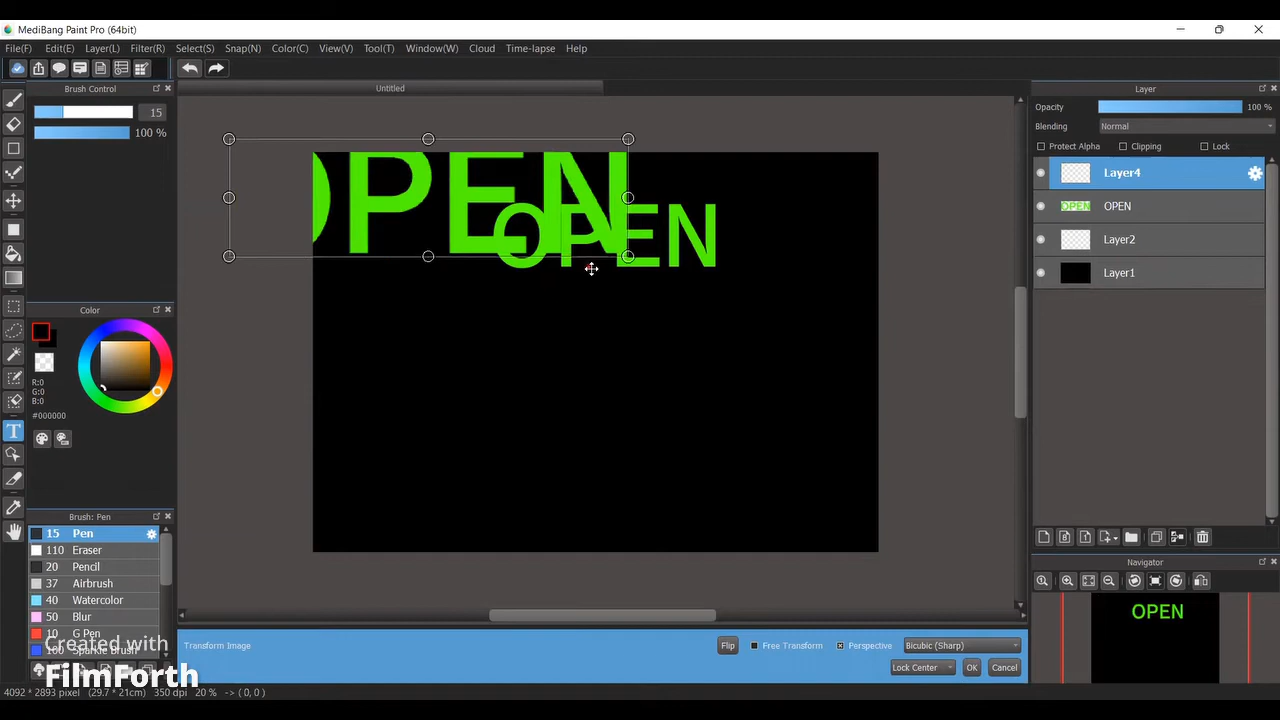 MediBang Paint Pro (64bit)
File(F) Edit(E) Layer(L) Filter(R) Select(S) Snap(N) Color(C) View(V) Tool(T) Window(W) Cloud Time-lapse Help
Brush Control
Untitled
Layer
15
100 %
Opacity 100 %
Blending Normal
Protect Alpha Clipping Lock
Layer4
OPEN
OPEN
OPEN OPEN
Layer2
Layer1
Color
R:0
G:0
B:0
#000000
T
Brush: Pen
15 Pen
110 Eraser
20 Pencil
37 Airbrush
40 Watercolor
50 Blur
10 G Pen
100 Sparkle Brush
Navigator
OPEN
Created with
FilmForth
Transform Image Flip Free Transform Perspective Bicubic (Sharp)
Lock Center OK Cancel
4092 * 2893 pixel (29.7 * 21cm) 350 dpi 20 % -> ( 0, 0 )